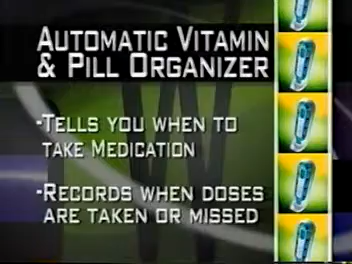 AUTOMATIC VITAMIN
& PILL ORGANIZER
-TELLS YOU WHEN TO
TAKE MEDICATION
-RECORDS WHEN DOSES
ARE TAKEN OR MISSED